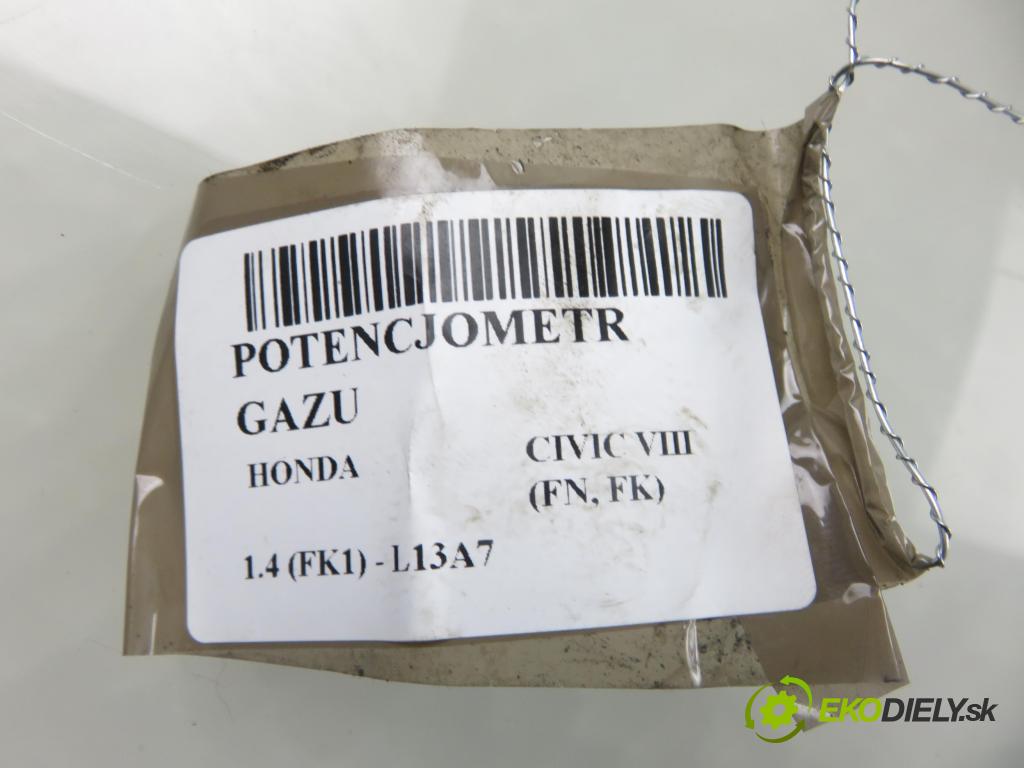 POTENCJOMETR
GAZU
HONDA
CIVIC VIII
(FN, FK)
1.4 (FK1) - L13A7
EKODIELY.sk